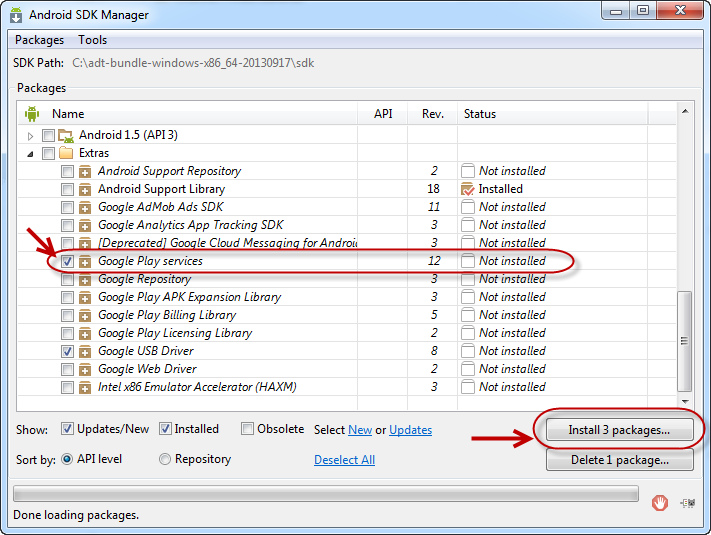 Android SDK Manager
Packages Tools
SDK Path: C:\adt-bundle-windows-x86_64-20130917\sdk
Packages
Name API Rev. Status
Android 1.5 (API 3)
Extras
Android Support Repository 2 Not installed
Android Support Library 18 Installed
Google AdMob Ads SDK 11 Not installed
Google Analytics App Tracking SDK 3 Not installed
[Deprecated] Google Cloud Messaging for Android 3 Not installed
Google Play services 12 Not installed
Google Repository 3 Not installed
Google Play APK Expansion Library 3 Not installed
Google Play Billing Library 5 Not installed
Google Play Licensing Library 2 Not installed
Google USB Driver 8 Not installed
Google Web Driver 2 Not installed
Intel x86 Emulator Accelerator (HAXM) 3 Not installed
Show: Updates/New Installed Obsolete Select New or Updates Install 3 packages...
Sort by: API level Repository Deselect All Delete 1 package...
Done loading packages.